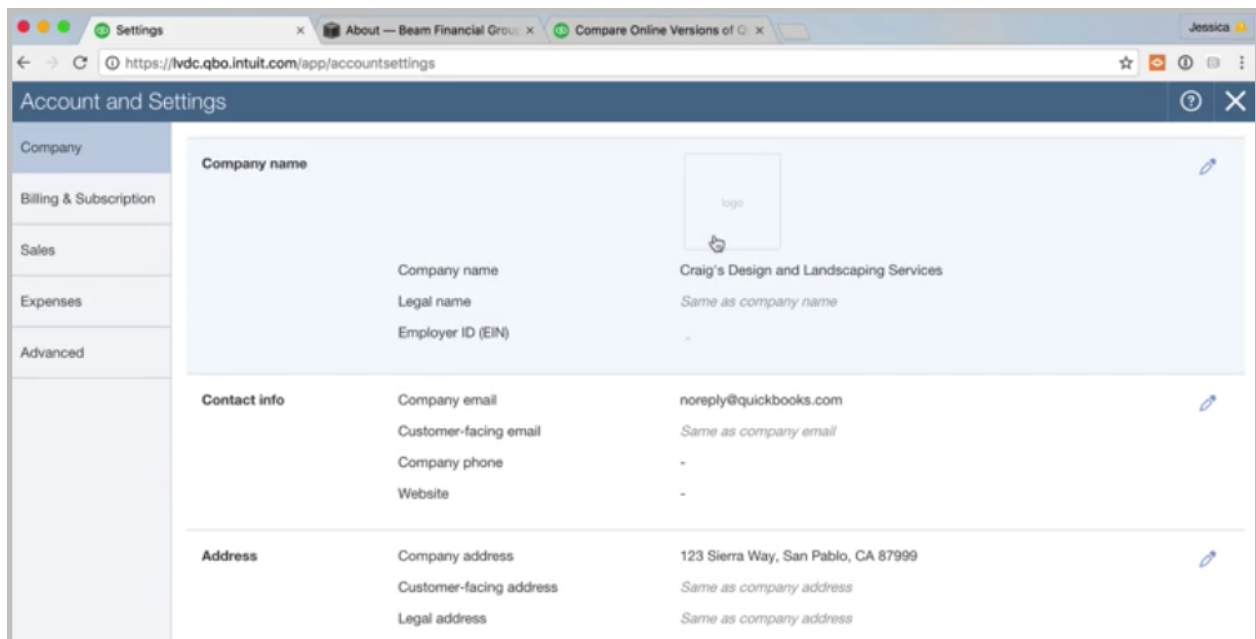 Settings About — Beam Financial Group Compare Online Versions of Q Jessica
https://lvdc.qbo.intuit.com/app/accountsettings
Account and Settings
Company
Billing & Subscription
Sales
Expenses
Advanced
Company name
logo
Company name Craig's Design and Landscaping Services
Legal name Same as company name
Employer ID (EIN)
Contact info Company email noreply@quickbooks.com
Customer-facing email Same as company email
Company phone -
Website -
Address Company address 123 Sierra Way, San Pablo, CA 87999
Customer-facing address Same as company address
Legal address Same as company address